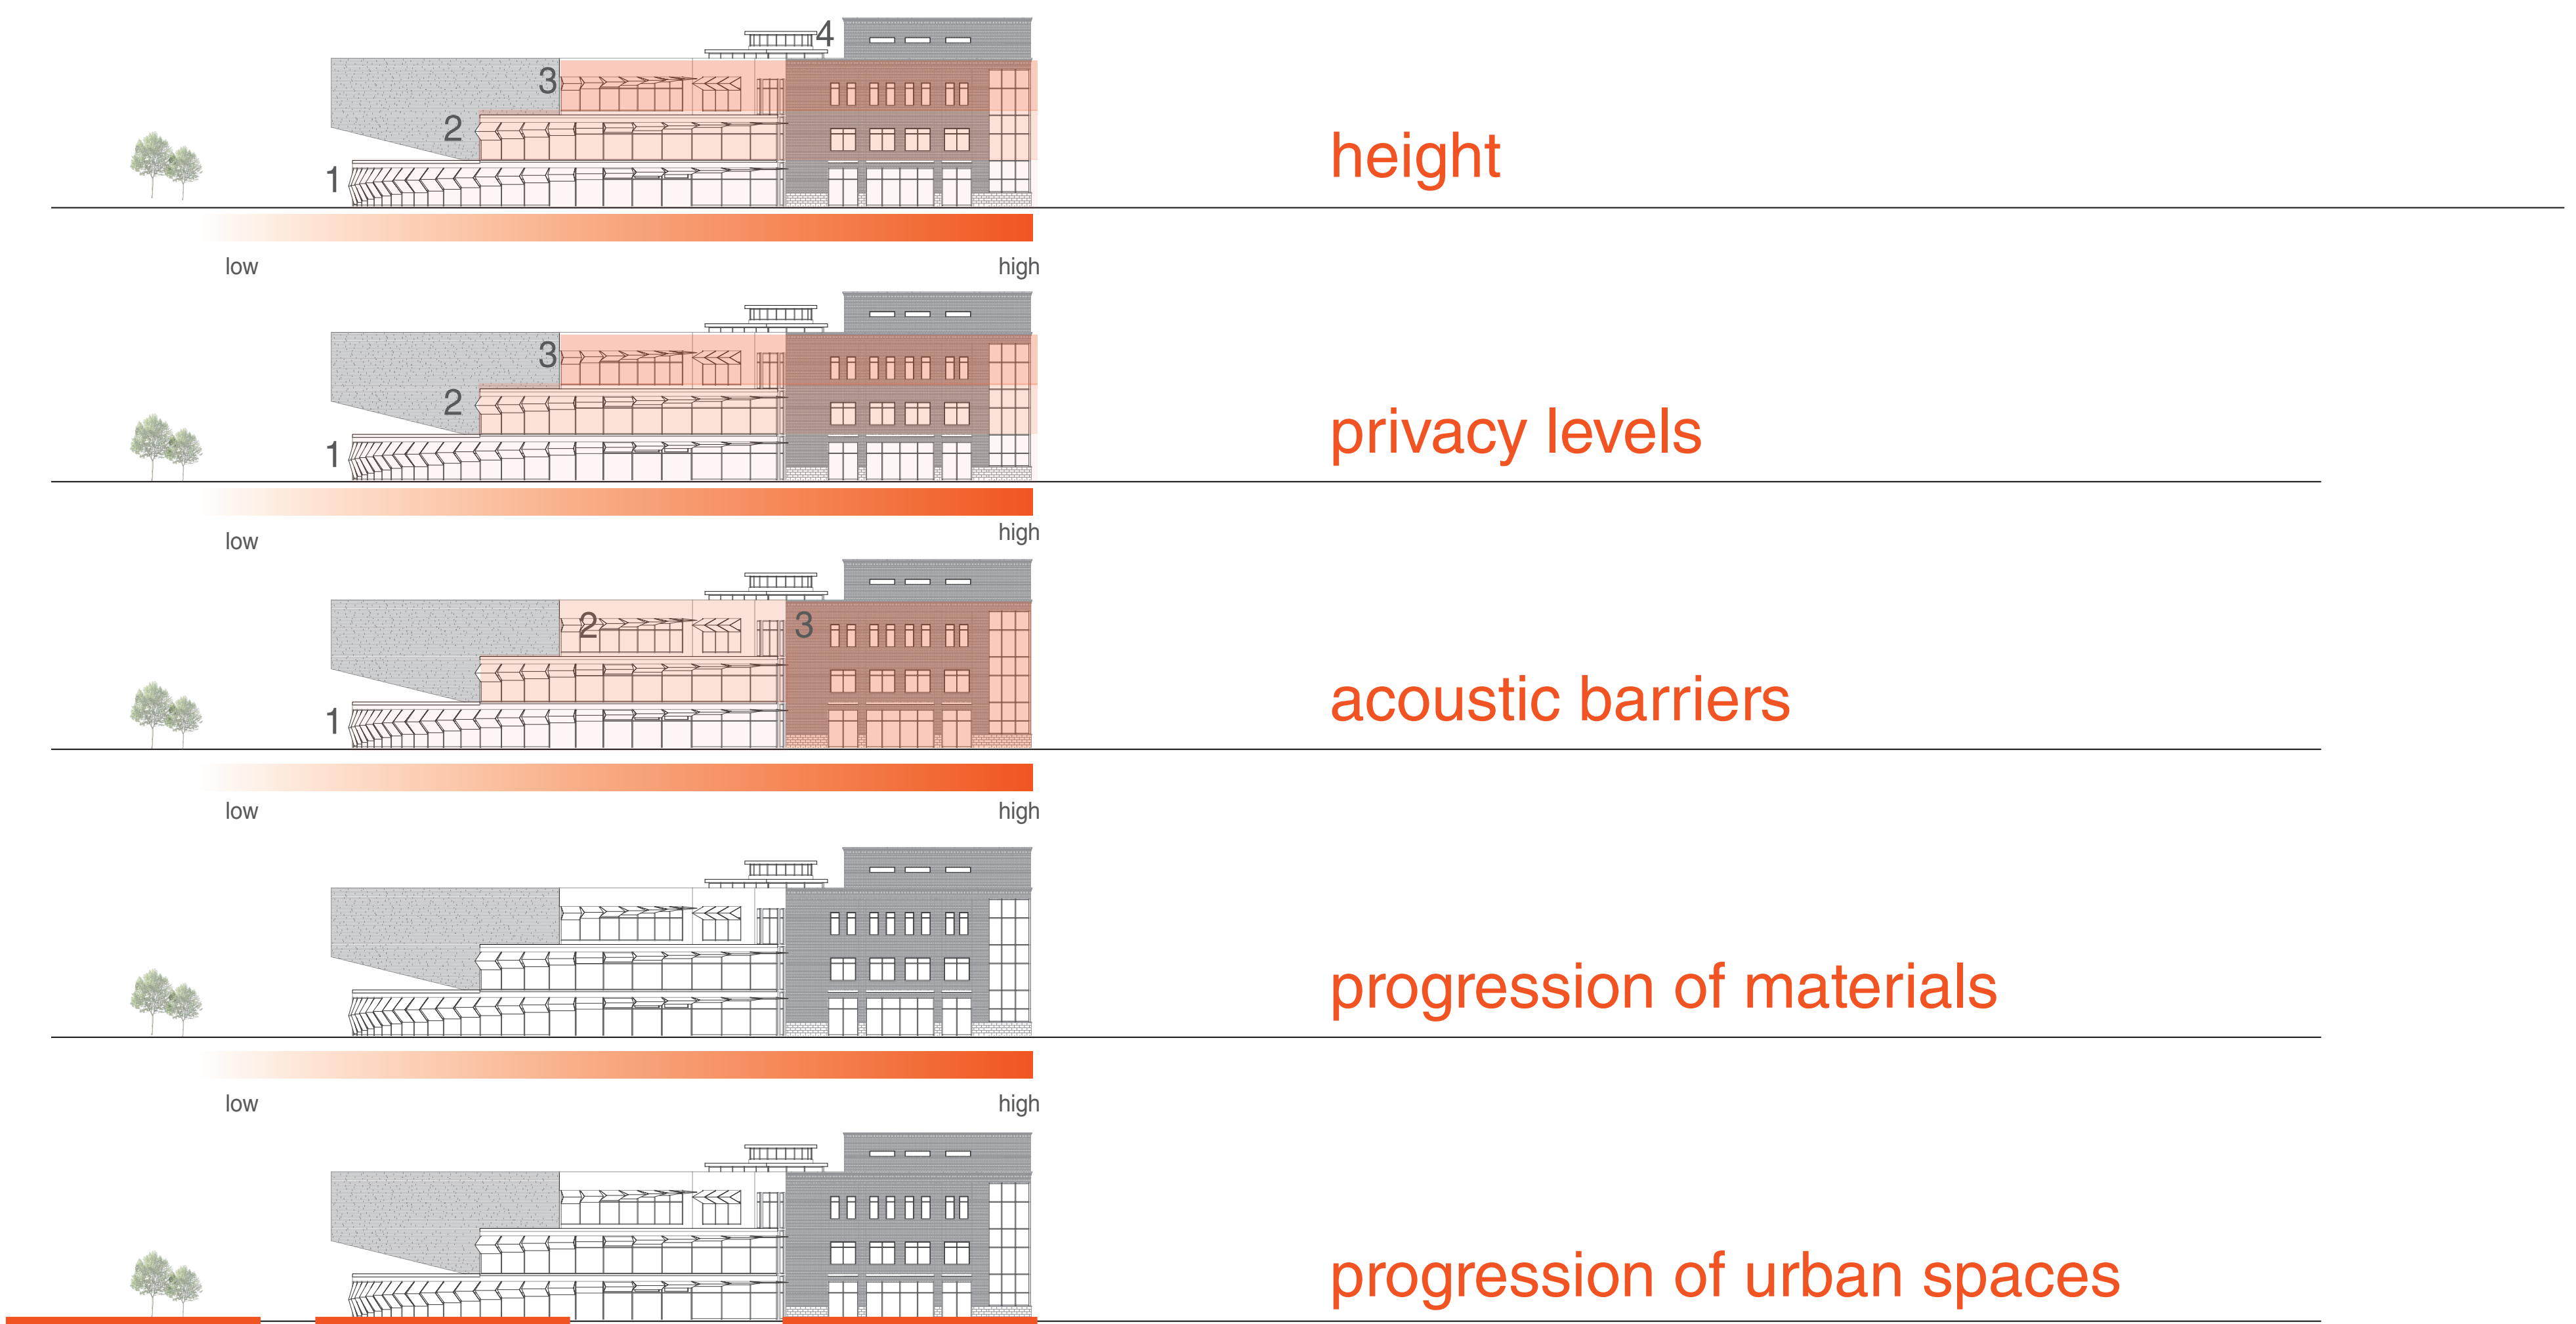 4
3
2
1
height
low high
3
2
1
privacy levels
low high
2 3
1
acoustic barriers
low high
progression of materials
low high
progression of urban spaces